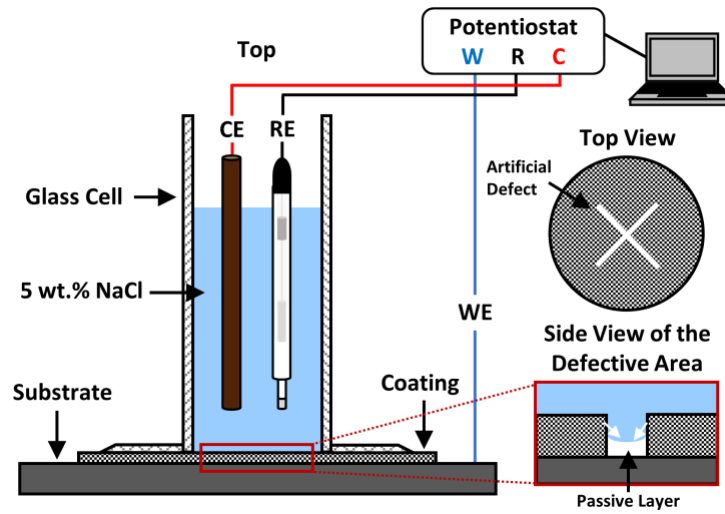 Top
Potentiostat
W R C
CE RE
Top View
Artificial
Defect
Glass Cell
5 wt.% NaCl
WE
Side View of the
Defective Area
Substrate
Coating
Passive Layer